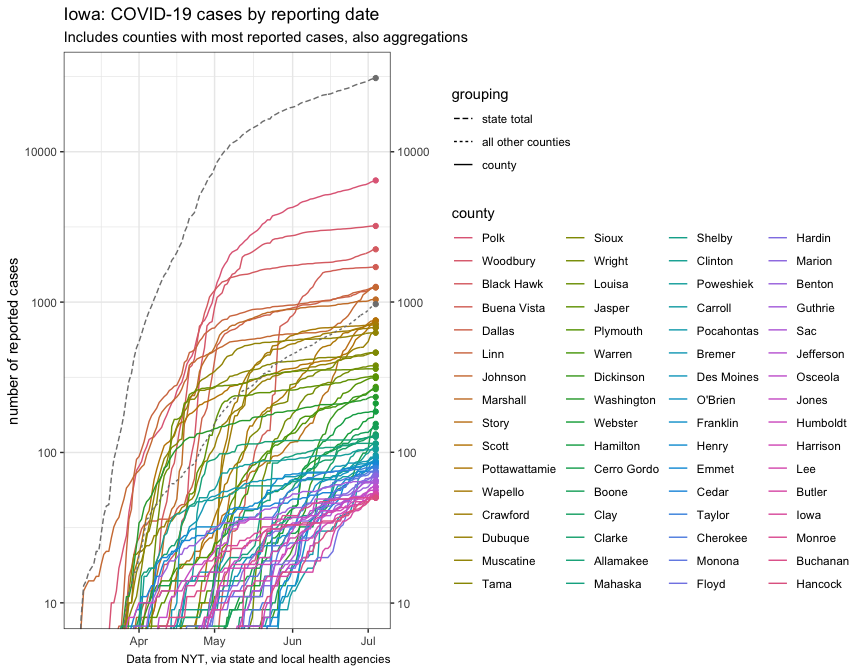 Iowa: COVID-19 cases by reporting date
Includes counties with most reported cases, also aggregations
number of reported cases
10000
1000
100
10
10000
1000
100
10
Apr May Jun Jul
Data from NYT, via state and local health agencies
grouping
state total
all other counties
county
county
Polk Sioux Shelby Hardin
Woodbury Wright Clinton Marion
Black Hawk Louisa Poweshiek Benton
Buena Vista Jasper Carroll Guthrie
Dallas Plymouth Pocahontas Sac
Linn Warren Bremer Jefferson
Johnson Dickinson Des Moines Osceola
Marshall Washington O'Brien Jones
Story Webster Franklin Humboldt
Scott Hamilton Henry Harrison
Pottawattamie Cerro Gordo Emmet Lee
Wapello Boone Cedar Butler
Crawford Clay Taylor Iowa
Dubuque Clarke Cherokee Monroe
Muscatine Allamakee Monona Buchanan
Tama Mahaska Floyd Hancock